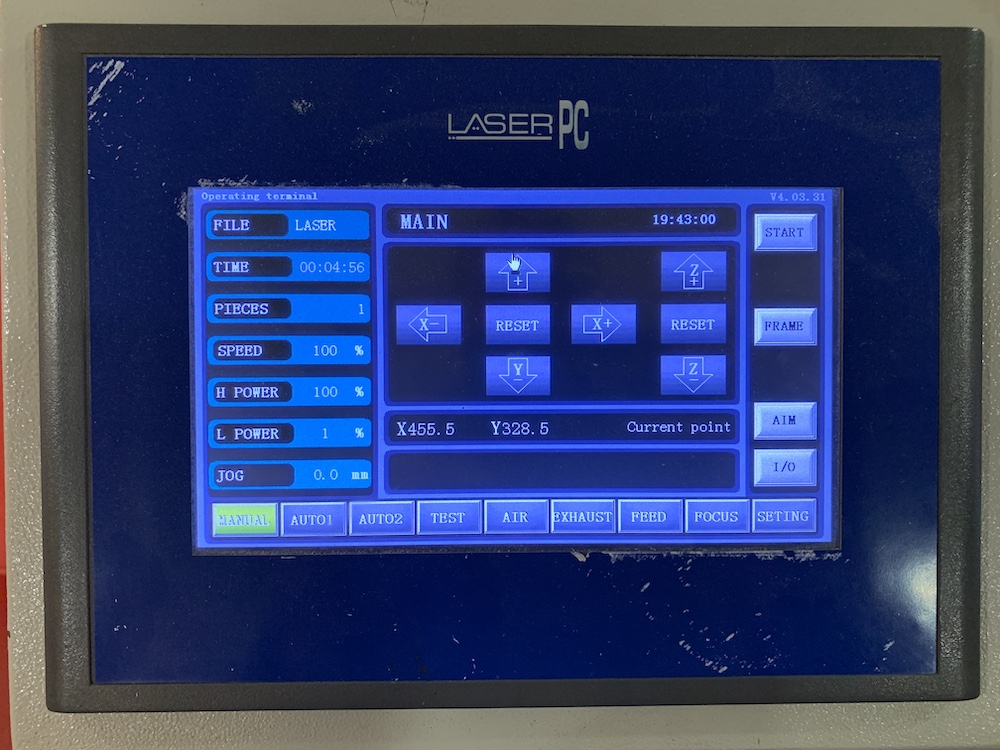 LASER PC
Operating terminal V4.03.31
FILE LASER
TIME 00:04:56
PIECES 1
SPEED 100 %
H POWER 100 %
L POWER 1 %
JOG 0.0 mm
MAIN 19:43:00
+
Z+
X-
RESET
X+
RESET
Y-
Z-
X455.5 Y328.5 Current point
START
FRAME
AIM
I/O
MANUAL AUTO1 AUTO2 TEST AIR EXHAUST FEED FOCUS SETING